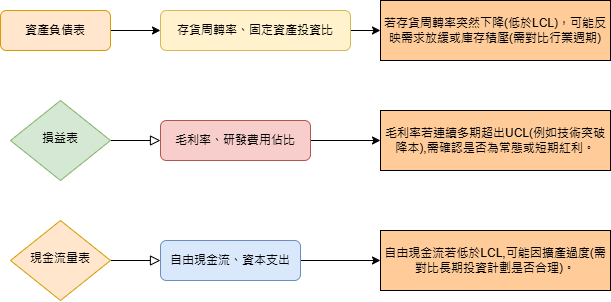 資產負債表
存貨周轉率、固定資產投資比
若存貨周轉率突然下降(低於LCL)，可能反
映需求放緩或庫存積壓(需對比行業週期)
損益表
毛利率、研發費用佔比
毛利率若連續多期超出UCL(例如技術突破
降本),需確認是否為常態或短期紅利。
現金流量表
自由現金流、資本支出
自由現金流若低於LCL,可能因擴產過度(需
對比長期投資計劃是否合理)。